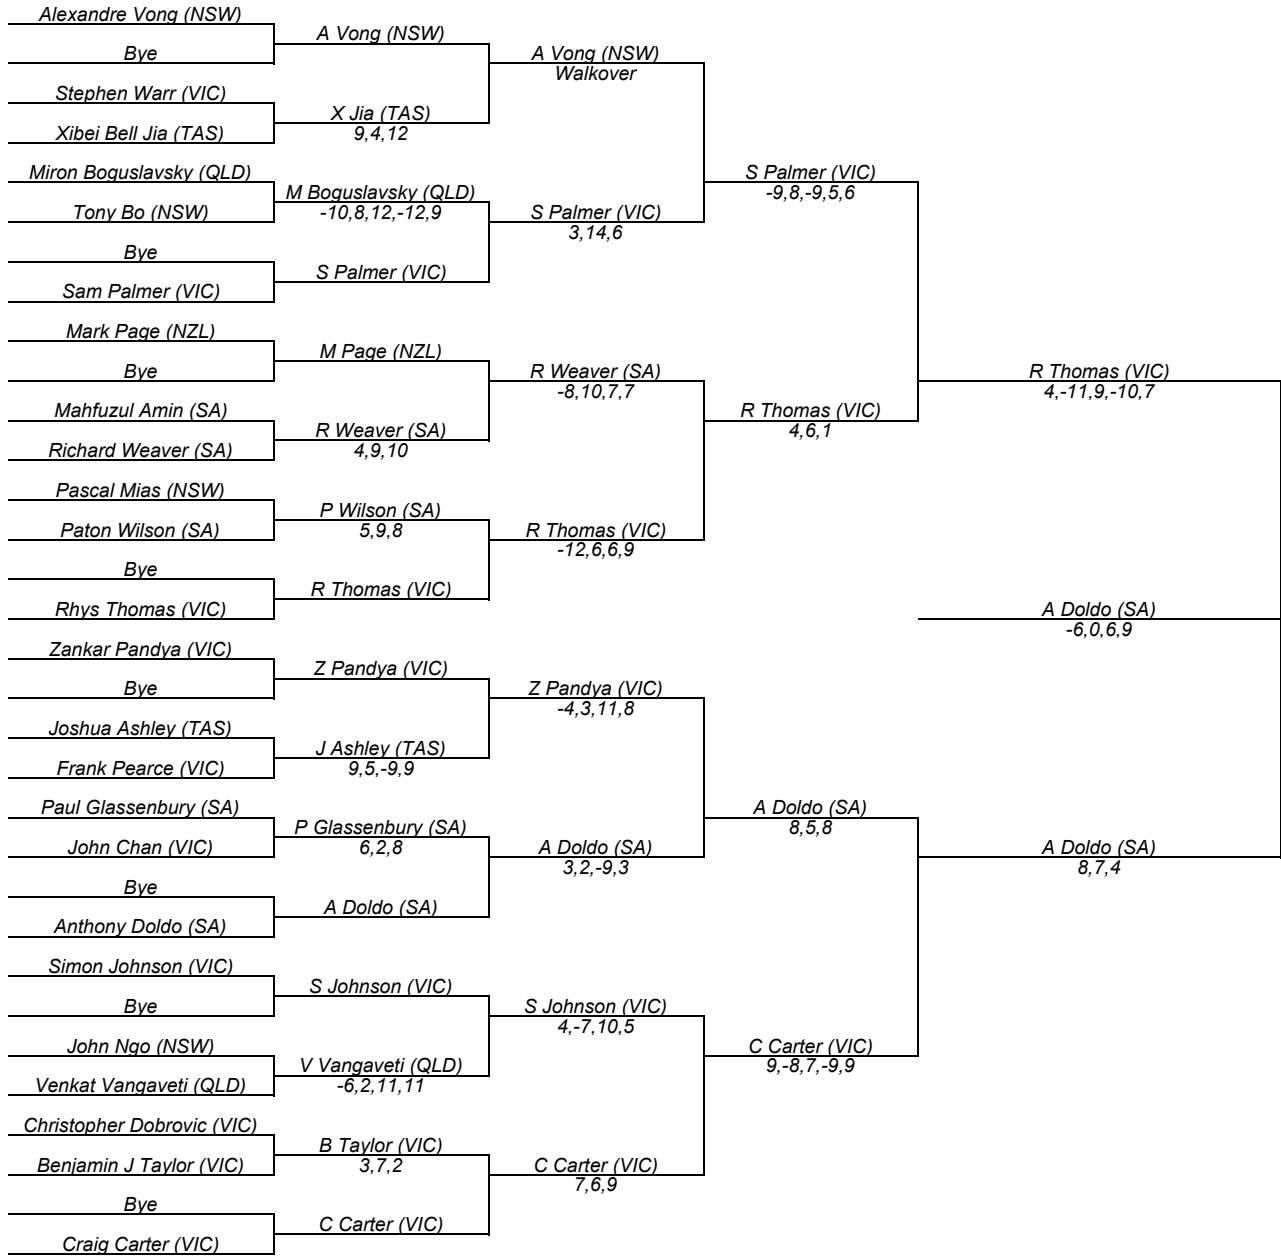 Alexandre Vong (NSW)
Bye
Stephen Warr (VIC)
Xibei Bell Jia (TAS)
Miron Boguslavsky (QLD)
Tony Bo (NSW)
Bye
Sam Palmer (VIC)
Mark Page (NZL)
Bye
Mahfuzul Amin (SA)
Richard Weaver (SA)
Pascal Mias (NSW)
Paton Wilson (SA)
Bye
Rhys Thomas (VIC)
Zankar Pandya (VIC)
Bye
Joshua Ashley (TAS)
Frank Pearce (VIC)
Paul Glassenbury (SA)
John Chan (VIC)
Bye
Anthony Doldo (SA)
Simon Johnson (VIC)
Bye
John Ngo (NSW)
Venkat Vangaveti (QLD)
Christopher Dobrovic (VIC)
Benjamin J Taylor (VIC)
Bye
Craig Carter (VIC)
A Vong (NSW)
X Jia (TAS)
9,4,12
M Boguslavsky (QLD)
-10,8,12,-12,9
S Palmer (VIC)
M Page (NZL)
R Weaver (SA)
4,9,10
P Wilson (SA)
5,9,8
R Thomas (VIC)
Z Pandya (VIC)
J Ashley (TAS)
9,5,-9,9
P Glassenbury (SA)
6,2,8
A Doldo (SA)
S Johnson (VIC)
V Vangaveti (QLD)
-6,2,11,11
B Taylor (VIC)
3,7,2
C Carter (VIC)
A Vong (NSW)
Walkover
S Palmer (VIC)
3,14,6
R Weaver (SA)
-8,10,7,7
R Thomas (VIC)
-12,6,6,9
Z Pandya (VIC)
-4,3,11,8
A Doldo (SA)
3,2,-9,3
S Johnson (VIC)
4,-7,10,5
C Carter (VIC)
7,6,9
S Palmer (VIC)
-9,8,-9,5,6
R Thomas (VIC)
4,6,1
A Doldo (SA)
8,5,8
C Carter (VIC)
9,-8,7,-9,9
R Thomas (VIC)
4,-11,9,-10,7
A Doldo (SA)
-6,0,6,9
A Doldo (SA)
8,7,4